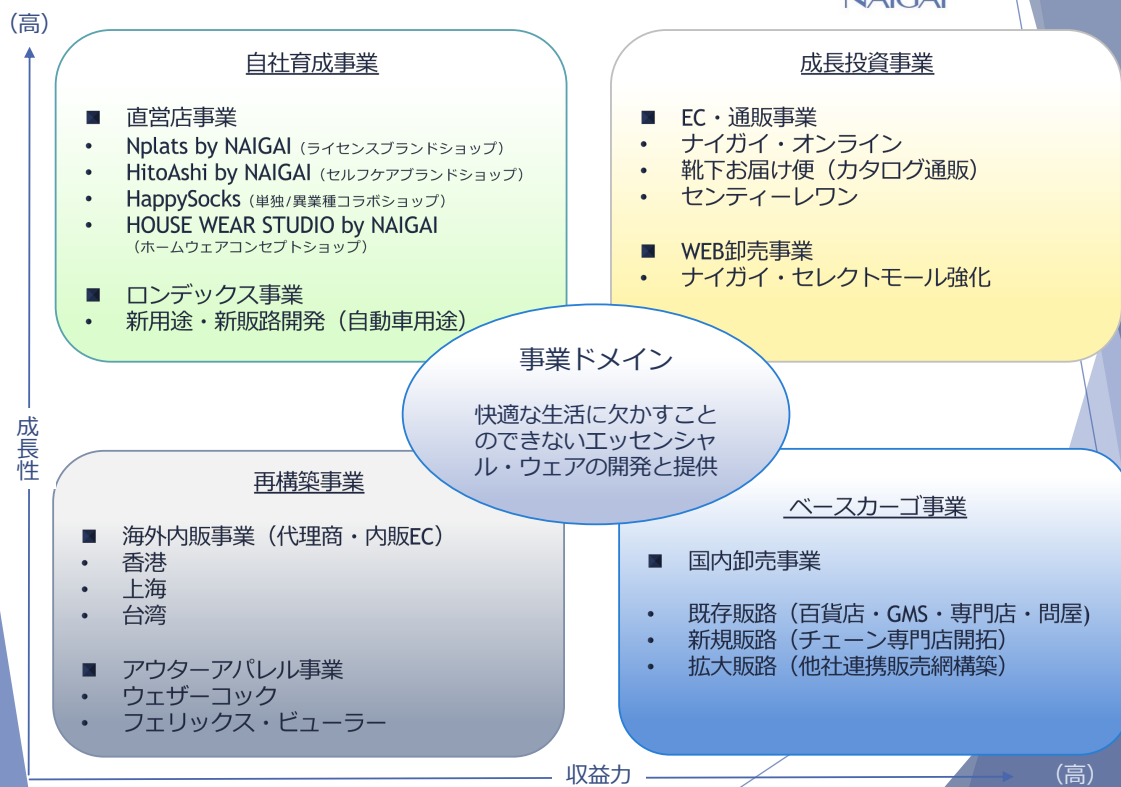 NAIGAI
（高）
自社育成事業
■ 直営店事業
• Nplats by NAIGAI（ライセンスブランドショップ）
• HitoAshi by NAIGAI（セルフケアブランドショップ）
• HappySocks（単独/異業種コラボショップ）
• HOUSE WEAR STUDIO by NAIGAI
（ホームウェアコンセプトショップ）
■ ロンデックス事業
• 新用途・新販路開発（自動車用途）
成長投資事業
■ EC・通販事業
• ナイガイ・オンライン
• 靴下お届け便（カタログ通販）
• センティーレワン
■ WEB卸売事業
• ナイガイ・セレクトモール強化
事業ドメイン
快適な生活に欠かすこと
のできないエッセンシャ
ル・ウェアの開発と提供
成長性
再構築事業
■ 海外内販事業（代理商・内販EC）
• 香港
• 上海
• 台湾
■ アウターアパレル事業
• ウェザーコック
• フェリックス・ビューラー
ベースカーゴ事業
■ 国内卸売事業
• 既存販路（百貨店・GMS・専門店・問屋)
• 新規販路（チェーン専門店開拓）
• 拡大販路（他社連携販売網構築）
収益力
（高）